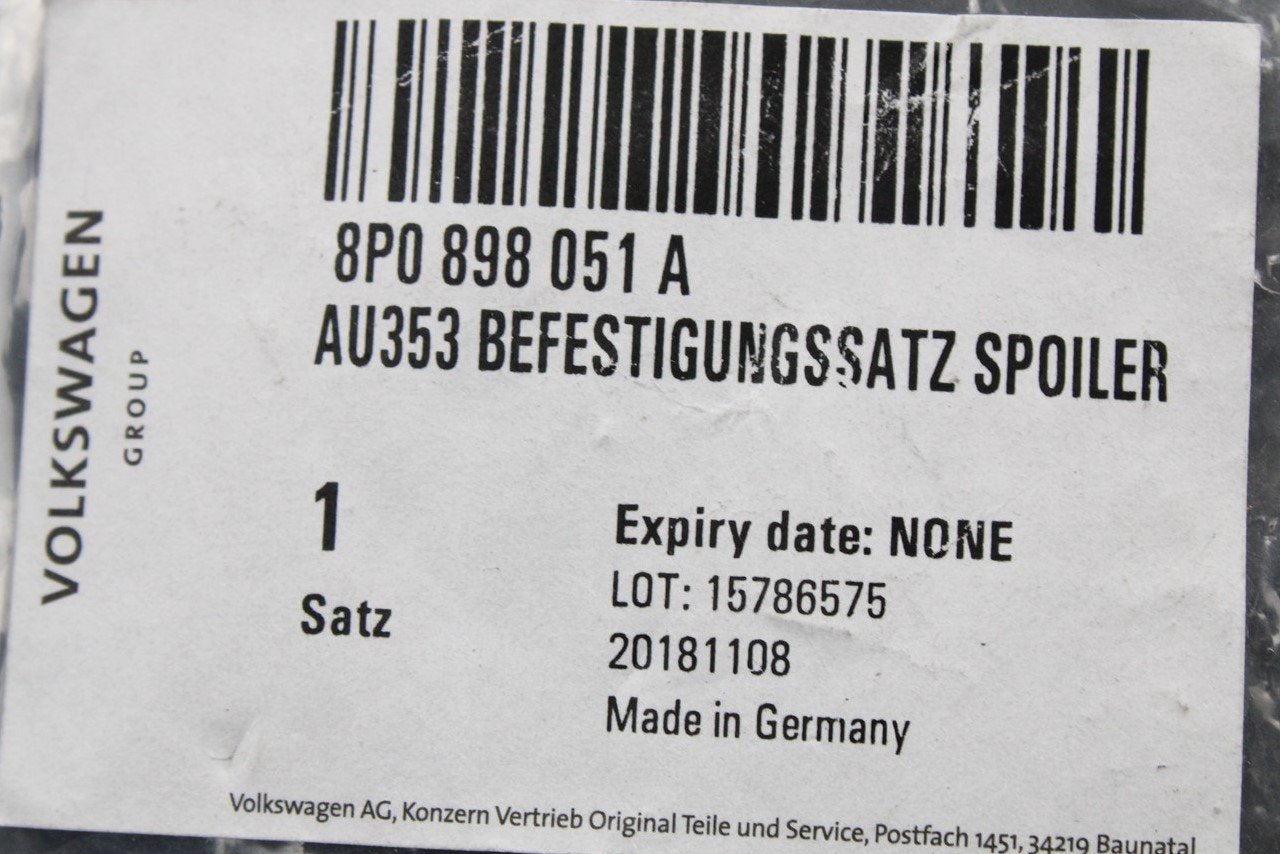 VOLKSWAGEN
GROUP
8P0 898 051 A
AU353 BEFESTIGUNGSSATZ SPOILER
1
Satz
Expiry date: NONE
LOT: 15786575
20181108
Made in Germany
Volkswagen AG, Konzern Vertrieb Original Teile und Service, Postfach 1451, 34219 Baunatal